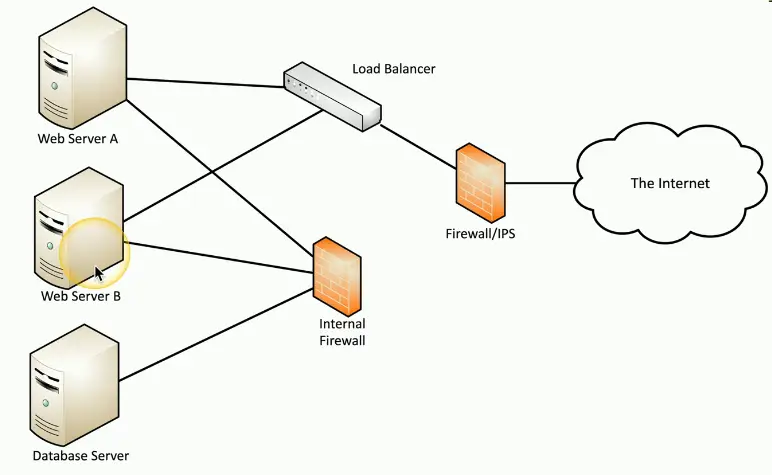 Load Balancer
Web Server A
The Internet
Firewall/IPS
Web Server B
Internal
Firewall
Database Server